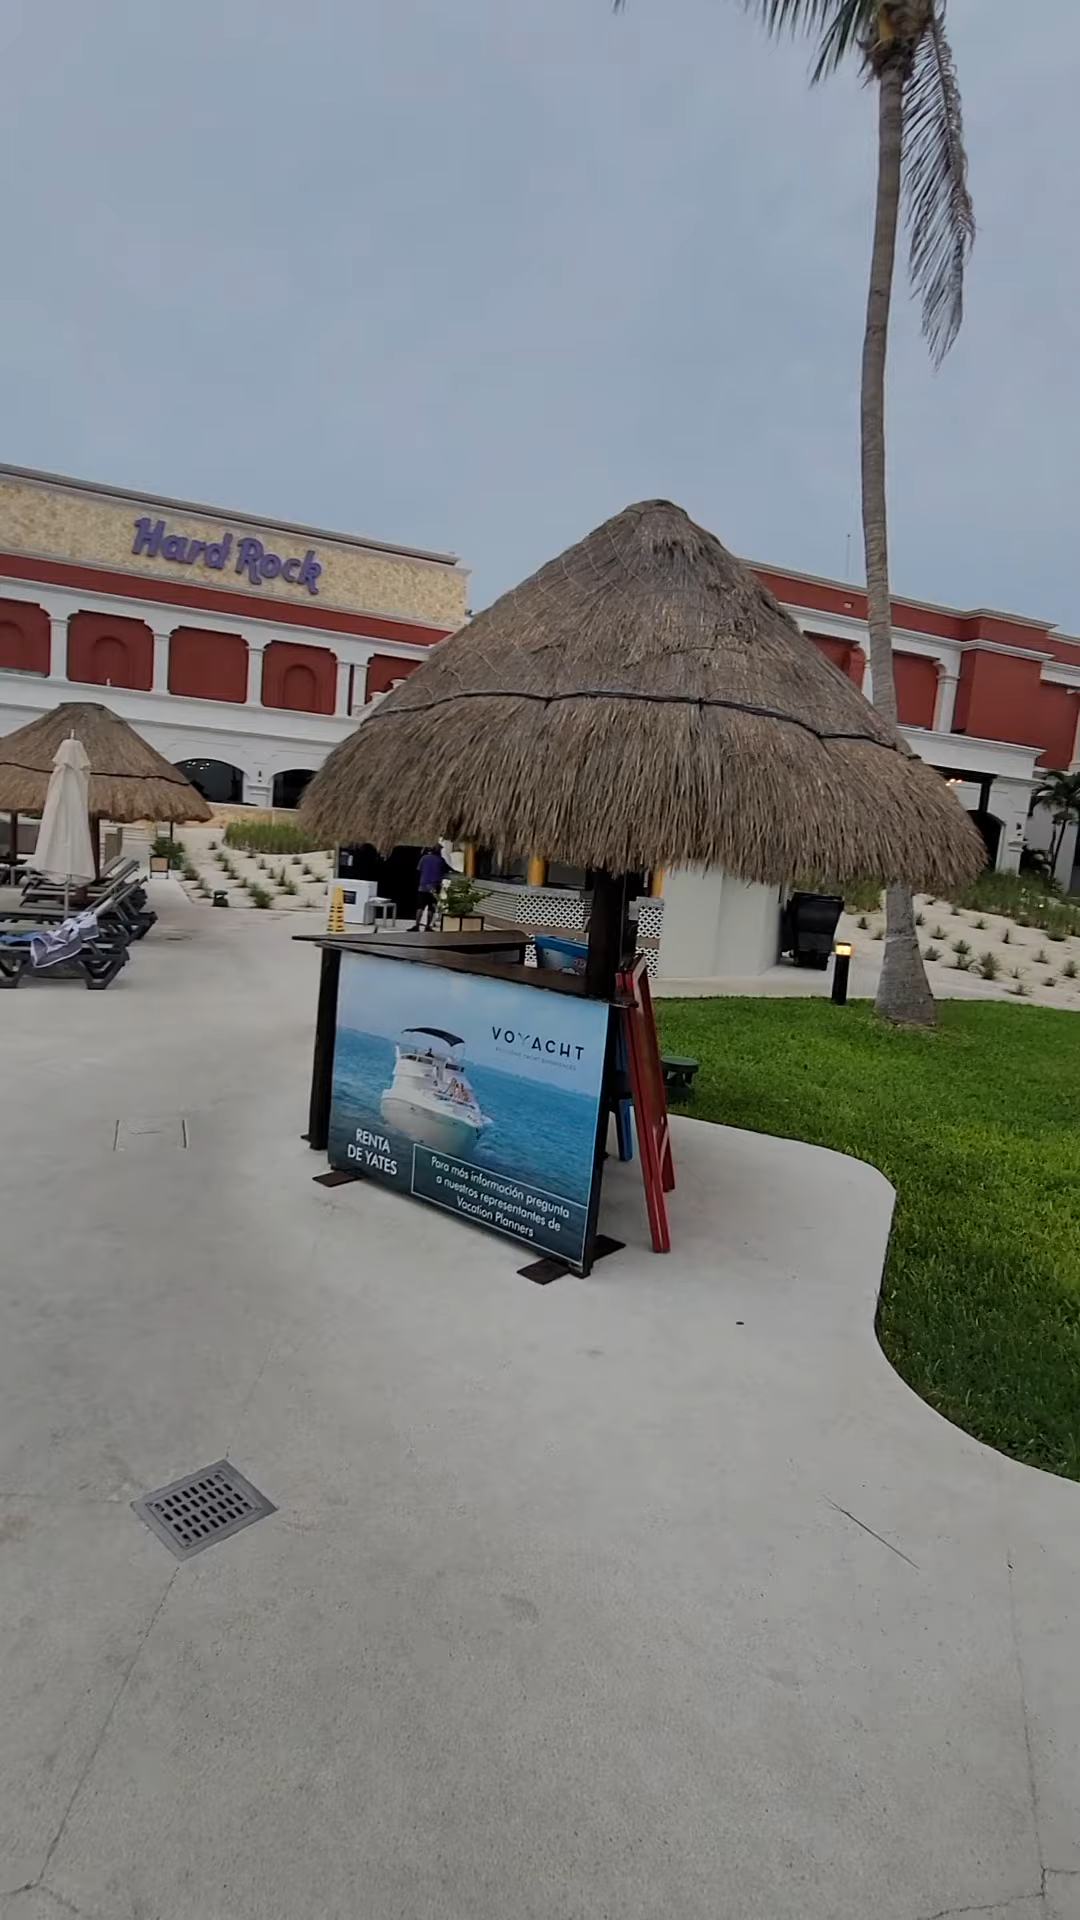 Hard Rock
VOYACHT
RENTA
DE YATES
Para más información pregunta
a nuestros representantes de
Vacation Planners